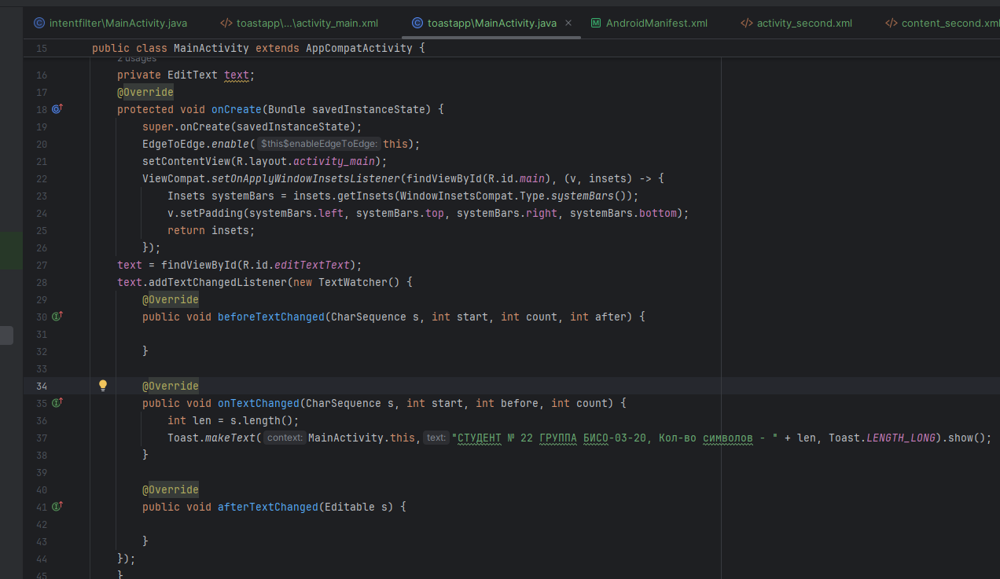 intentfilter\MainActivity.java </> toastapp\...\activity_main.xml toastapp\MainActivity.java × AndroidManifest.xml </> activity_second.xml </> content_second.xml
15 public class MainActivity extends AppCompatActivity {
2 usages
16 private EditText text;
17 @Override
18 protected void onCreate(Bundle savedInstanceState) {
19 super.onCreate(savedInstanceState);
20 EdgeToEdge.enable( $this$enableEdgeToEdge: this);
21 setContentView(R.layout.activity_main);
22 ViewCompat.setOnApplyWindowInsetsListener(findViewById(R.id.main), (v, insets) -> {
23 Insets systemBars = insets.getInsets(WindowInsetsCompat.Type.systemBars());
24 v.setPadding(systemBars.left, systemBars.top, systemBars.right, systemBars.bottom);
25 return insets;
26 });
27 text = findViewById(R.id.editTextText);
28 text.addTextChangedListener(new TextWatcher() {
29 @Override
30 public void beforeTextChanged(CharSequence s, int start, int count, int after) {
31
32 }
33
34 @Override
35 public void onTextChanged(CharSequence s, int start, int before, int count) {
36 int len = s.length();
37 Toast.makeText( context: MainActivity.this, text: "СТУДЕНТ № 22 ГРУППА БИСО-03-20, Кол-во символов - " + len, Toast.LENGTH_LONG).show();
38 }
39
40 @Override
41 public void afterTextChanged(Editable s) {
42
43 }
44 });
45 }